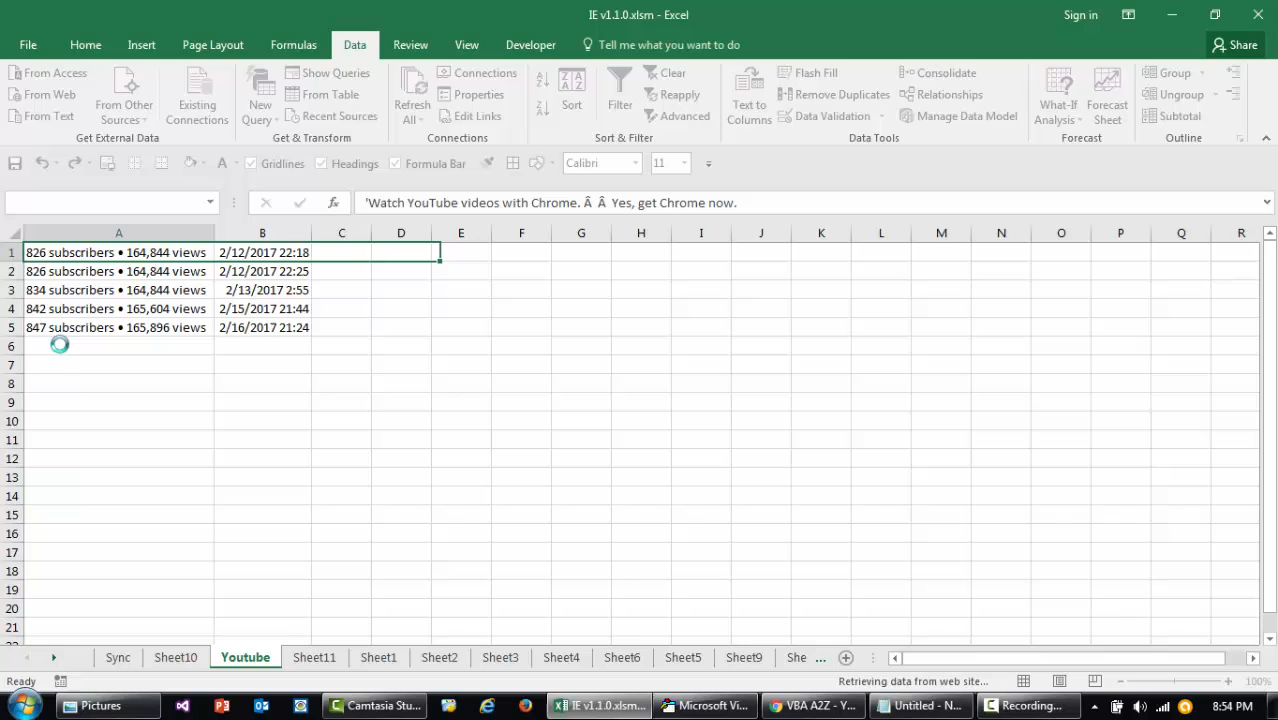 IE v1.1.0.xlsm - Excel
Sign in
File Home Insert Page Layout Formulas Data Review View Developer Tell me what you want to do Share
From Access
From Web
From Text
From Other Sources
Existing Connections
Get External Data
New Query
Show Queries
From Table
Recent Sources
Get & Transform
Refresh All
Connections
Properties
Edit Links
Connections
Sort
Filter
Clear
Reapply
Advanced
Sort & Filter
Text to Columns
Flash Fill
Remove Duplicates
Data Validation
Consolidate
Relationships
Manage Data Model
Data Tools
What-If Analysis
Forecast Sheet
Forecast
Group
Ungroup
Subtotal
Outline
Gridlines Headings Formula Bar Calibri 11
fx 'Watch YouTube videos with Chrome. Â Â Yes, get Chrome now.
A B C D E F G H I J K L M N O P Q R
1 826 subscribers • 164,844 views 2/12/2017 22:18
2 826 subscribers • 164,844 views 2/12/2017 22:25
3 834 subscribers • 164,844 views 2/13/2017 2:55
4 842 subscribers • 165,604 views 2/15/2017 21:44
5 847 subscribers • 165,896 views 2/16/2017 21:24
6
7
8
9
10
11
12
13
14
15
16
17
18
19
20
21
Sync Sheet10 Youtube Sheet11 Sheet1 Sheet2 Sheet3 Sheet4 Sheet6 Sheet5 Sheet9 She ...
Ready Retrieving data from web site... 100%
Pictures Camtasia Stu... IE v1.1.0.xlsm... Microsoft Vi... VBA A2Z - Y... Untitled - N... Recording... 8:54 PM